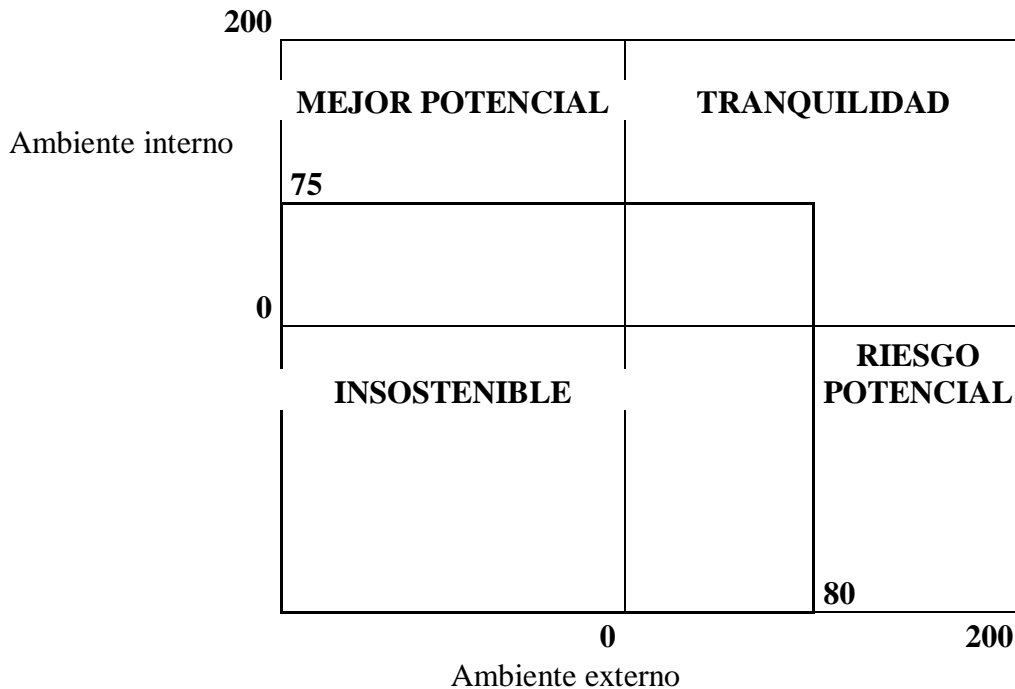 200
MEJOR POTENCIAL
TRANQUILIDAD
Ambiente interno
75
0
RIESGO
POTENCIAL
INSOSTENIBLE
80
0
200
Ambiente externo